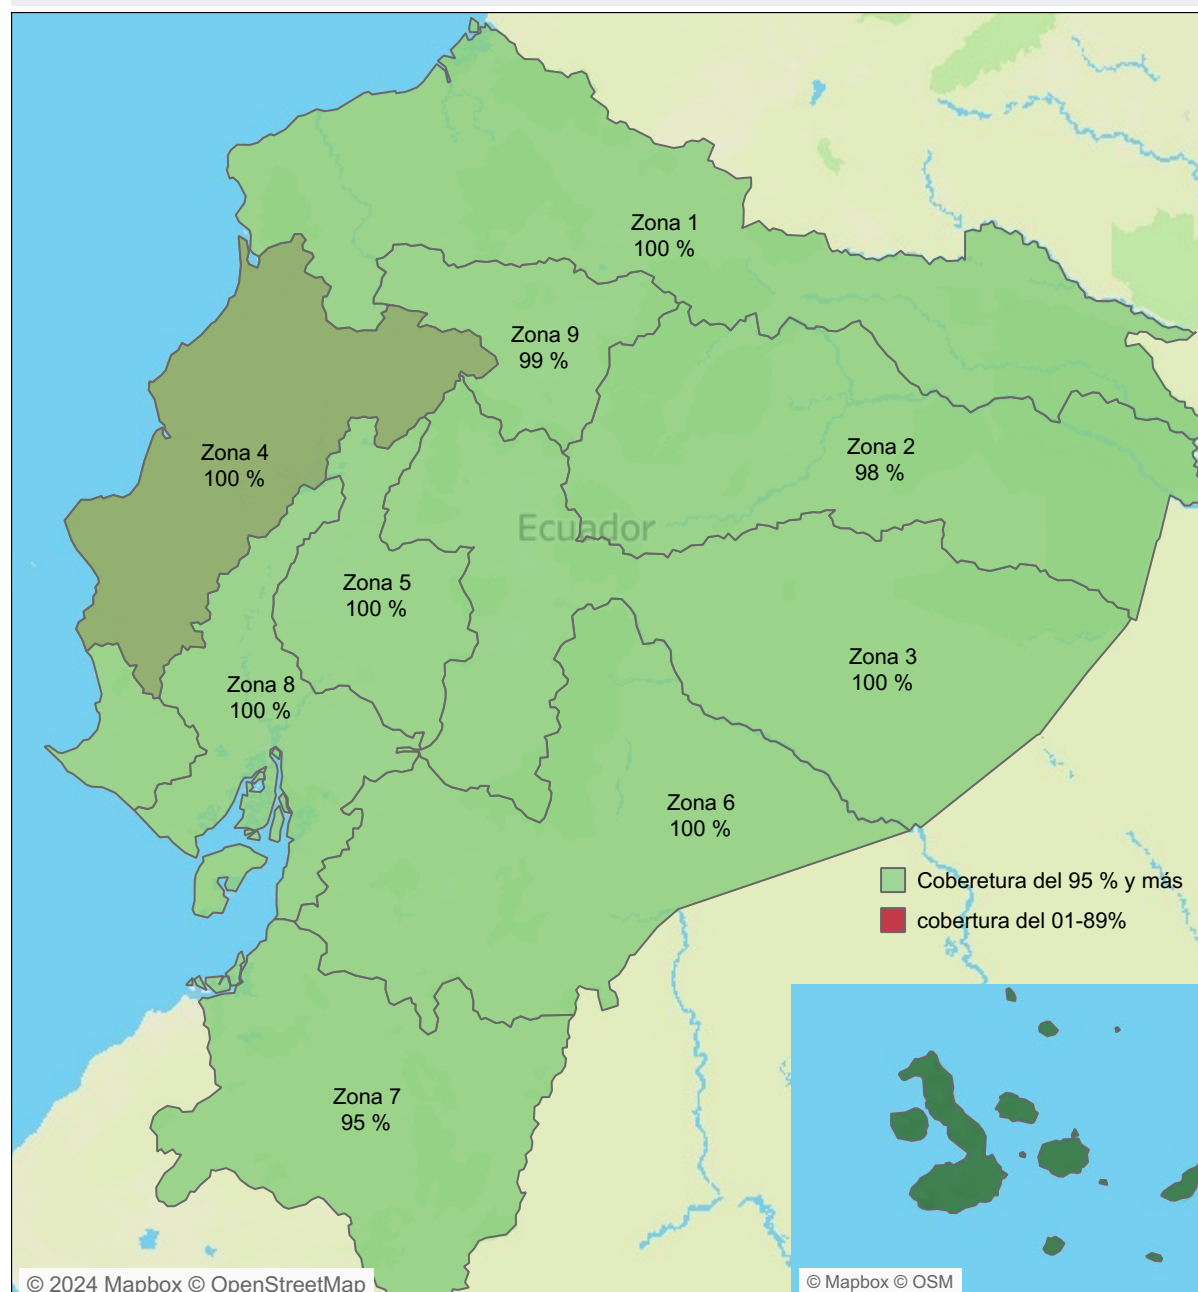 Zona 1
100 %
Zona 9
99 %
Zona 4
100 %
Zona 2
98 %
Ecuador
Zona 5
100 %
Zona 3
100 %
Zona 8
100 %
Zona 6
100 %
Coberetura del 95 % y más
cobertura del 01-89%
Zona 7
95 %
© 2024 Mapbox © OpenStreetMap
© Mapbox © OSM